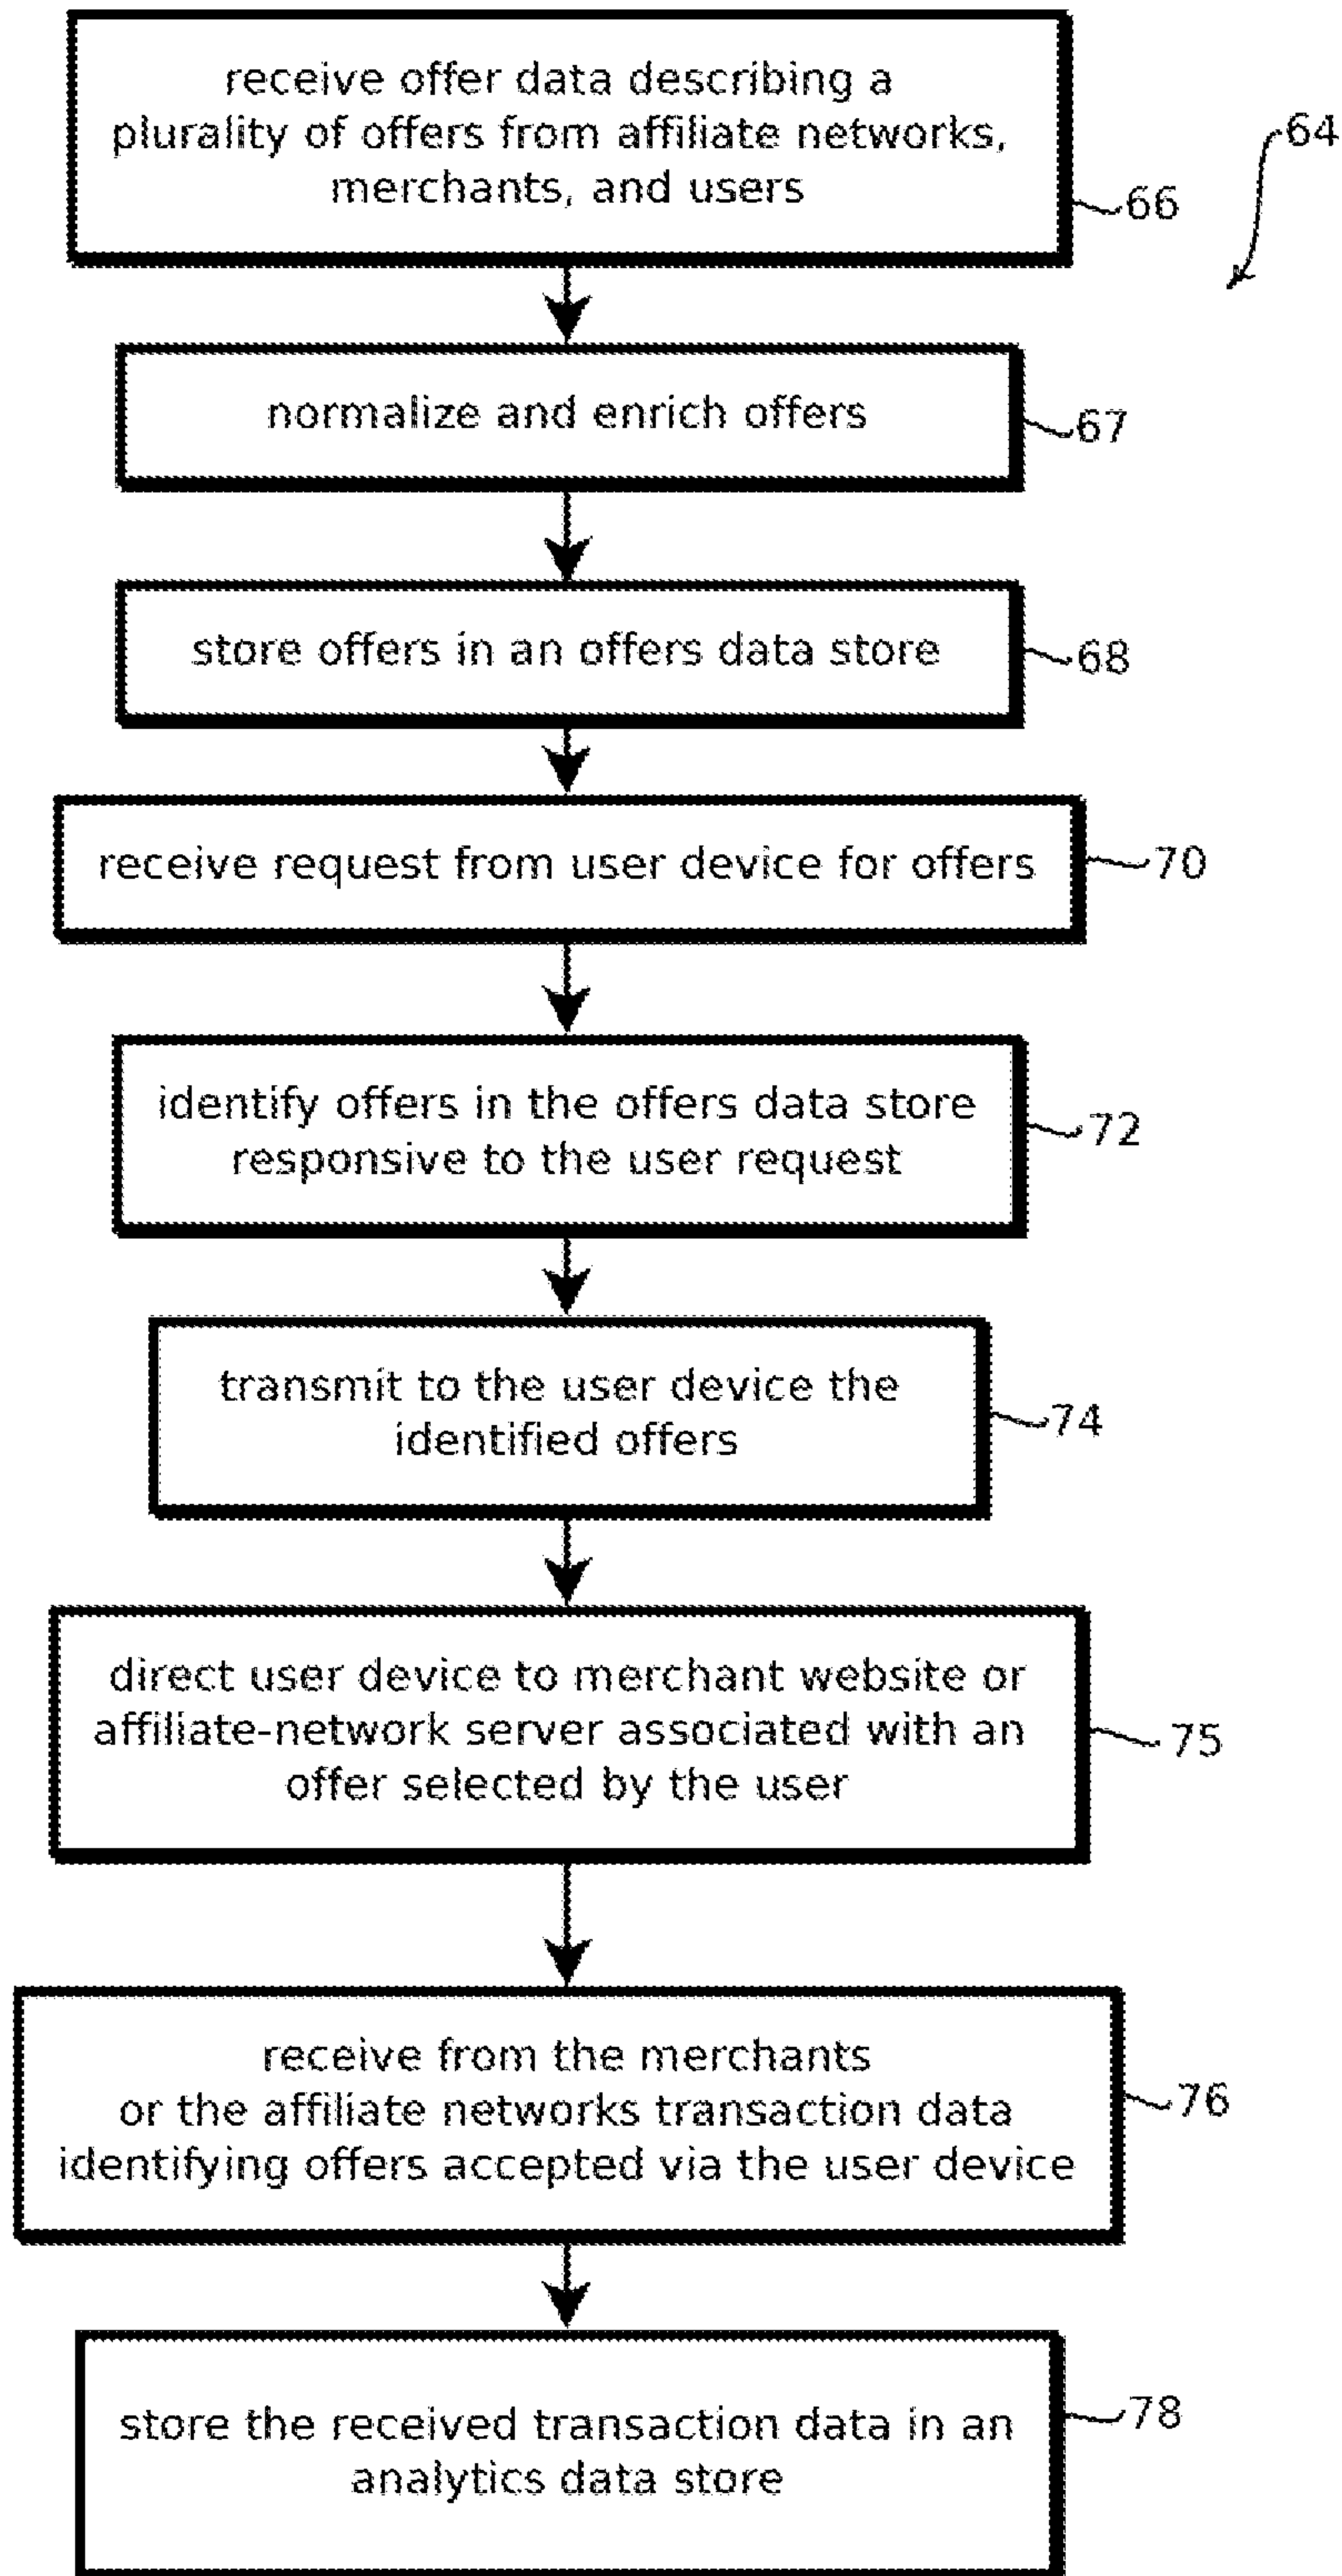 receive offer data describing a
plurality of offers from affiliate networks,
merchants, and users
64
66
normalize and enrich offers
67
store offers in an offers data store
68
receive request from user device for offers
70
identify offers in the offers data store
responsive to the user request
72
transmit to the user device the
identified offers
74
direct user device to merchant website or
affiliate-network server associated with an
offer selected by the user
75
receive from the merchants
or the affiliate networks transaction data
identifying offers accepted via the user device
76
store the received transaction data in an
analytics data store
78